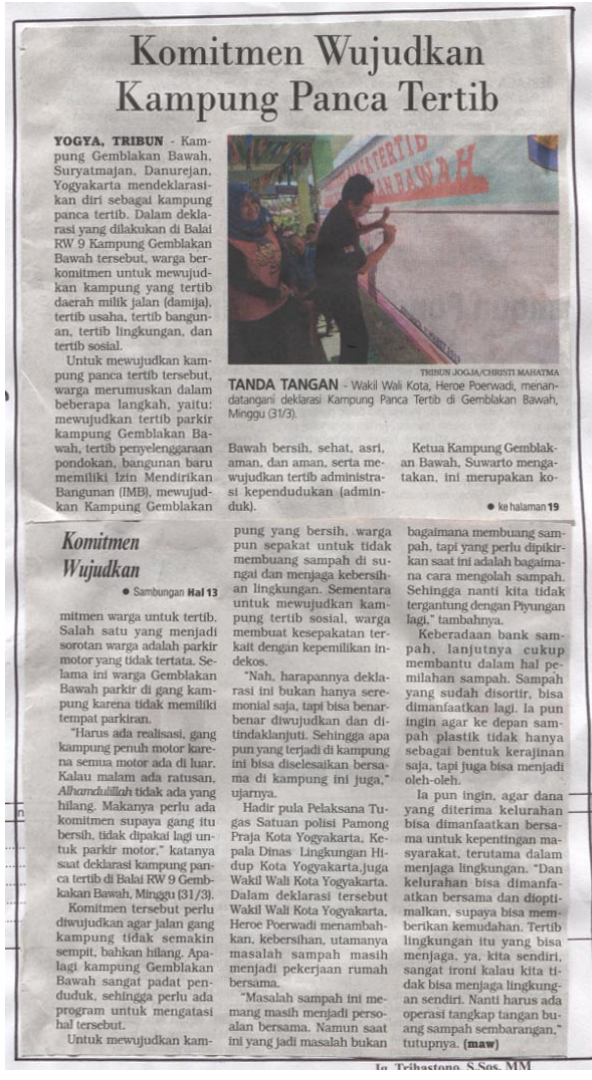 Komitmen Wujudkan
Kampung Panca Tertib
YOGYA, TRIBUN - Kam-
pung Gemblakan Bawah,
Suryatmajan, Danurejan,
Yogyakarta mendeklarasi-
kan diri sebagai kampung
panca tertib. Dalam dekla-
rasi yang dilakukan di Balai
RW 9 Kampung Gemblakan
Bawah tersebut, warga ber-
komitmen untuk mewujud-
kan kampung yang tertib
daerah milik jalan (damija),
tertib usaha, tertib bangun-
an, tertib lingkungan, dan
tertib sosial.
Untuk mewujudkan kam-
pung panca tertib tersebut,
warga merumuskan dalam
beberapa langkah, yaitu:
mewujudkan tertib parkir
kampung Gemblakan Ba-
wah, tertib penyelenggaraan
pondokan, bangunan baru
memiliki Izin Mendirikan
Bangunan (IMB), mewujud-
kan Kampung Gemblakan
TERTIB
BAWAH
TRIBUN JOGJA/CHRISTI MAHATMA
TANDA TANGAN - Wakil Wali Kota, Heroe Poerwadi, menan-
datangani deklarasi Kampung Panca Tertib di Gemblakan Bawah,
Minggu (31/3).
Bawah bersih, sehat, asri,
aman, dan aman, serta me-
wujudkan tertib administra-
si kependudukan (admin-
duk).
Ketua Kampung Gemblak-
an Bawah, Suwarto menga-
takan, ini merupakan ko-
● ke halaman 19
Komitmen
Wujudkan
● Sambungan Hal 13
mitmen warga untuk tertib.
Salah satu yang menjadi
sorotan warga adalah parkir
motor yang tidak tertata. Se-
lama ini warga Gemblakan
Bawah parkir di gang kam-
pung karena tidak memiliki
tempat parkiran.
"Harus ada realisasi, gang
kampung penuh motor kare-
na semua motor ada di luar.
Kalau malam ada ratusan,
Alhamdulillah tidak ada yang
hilang. Makanya perlu ada
komitmen supaya gang itu
bersih, tidak dipakai lagi un-
tuk parkir motor," katanya
saat deklarasi kampung pan-
ca tertib di Balai RW 9 Gemb-
kakan Bawah, Minggu (31/3).
Komitmen tersebut perlu
diwujudkan agar jalan gang
kampung tidak semakin
sempit, bahkan hilang. Apa-
lagi kampung Gemblakan
Bawah sangat padat pen-
duduk, sehingga perlu ada
program untuk mengatasi
hal tersebut.
Untuk mewujudkan kam-
pung yang bersih, warga
pun sepakat untuk tidak
membuang sampah di su-
ngai dan menjaga kebersih-
an lingkungan. Sementara
untuk mewujudkan kam-
pung tertib sosial, warga
membuat kesepakatan ter-
kait dengan kepemilikan in-
dekos.
"Nah, harapannya dekla-
rasi ini bukan hanya sere-
monial saja, tapi bisa benar-
benar diwujudkan dan di-
tindaklanjuti. Sehingga apa
pun yang terjadi di kampung
ini bisa diselesaikan bersa-
ma di kampung ini juga,"
ujarnya.
Hadir pula Pelaksana Tu-
gas Satuan polisi Pamong
Praja Kota Yogyakarta, Ke-
pala Dinas Lingkungan Hi-
dup Kota Yogyakarta,juga
Wakil Wali Kota Yogyakarta.
Dalam deklarasi tersebut
Wakil Wali Kota Yogyakarta,
Heroe Poerwadi menambah-
kan, kebersihan, utamanya
masalah sampah masih
menjadi pekerjaan rumah
bersama.
"Masalah sampah ini me-
mang masih menjadi perso-
alan bersama. Namun saat
ini yang jadi masalah bukan
bagaimana membuang sam-
pah, tapi yang perlu dipikir-
kan saat ini adalah bagaima-
na cara mengolah sampah.
Sehingga nanti kita tidak
tergantung dengan Piyungan
lagi," tambahnya.
Keberadaan bank sam-
pah, lanjutnya cukup
membantu dalam hal pe-
milahan sampah. Sampah
yang sudah disortir, bisa
dimanfaatkan lagi. Ia pun
ingin agar ke depan sam-
pah plastik tidak hanya
sebagai bentuk kerajinan
saja, tapi juga bisa menjadi
oleh-oleh.
Ia pun ingin, agar dana
yang diterima kelurahan
bisa dimanfaatkan bersa-
ma untuk kepentingan ma-
syarakat, terutama dalam
menjaga lingkungan. "Dan
kelurahan bisa dimanfa-
atkan bersama dan diopti-
malkan, supaya bisa mem-
berikan kemudahan. Tertib
lingkungan itu yang bisa
menjaga, ya, kita sendiri,
sangat ironi kalau kita ti-
dak bisa menjaga lingkung-
an sendiri. Nanti harus ada
operasi tangkap tangan bu-
ang sampah sembarangan,"
tutupnya. (maw)
Ig. Trihastono, S.Sos, MM